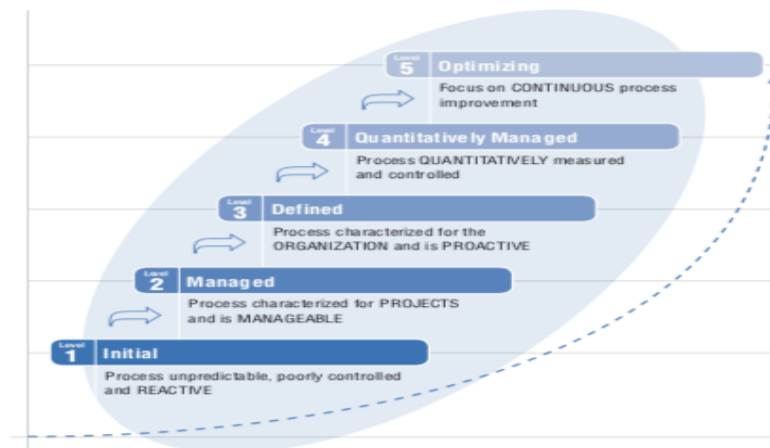 Level
5 Optimizing
Focus on CONTINUOUS process
improvement
Level
4 Quantitatively Managed
Process QUANTITATIVELY measured
and controlled
Level
3 Defined
Process characterized for the
ORGANIZATION and is PROACTIVE
Level
2 Managed
Process characterized for PROJECTS
and is MANAGEABLE
Level
1 Initial
Process unpredictable, poorly controlled
and REACTIVE